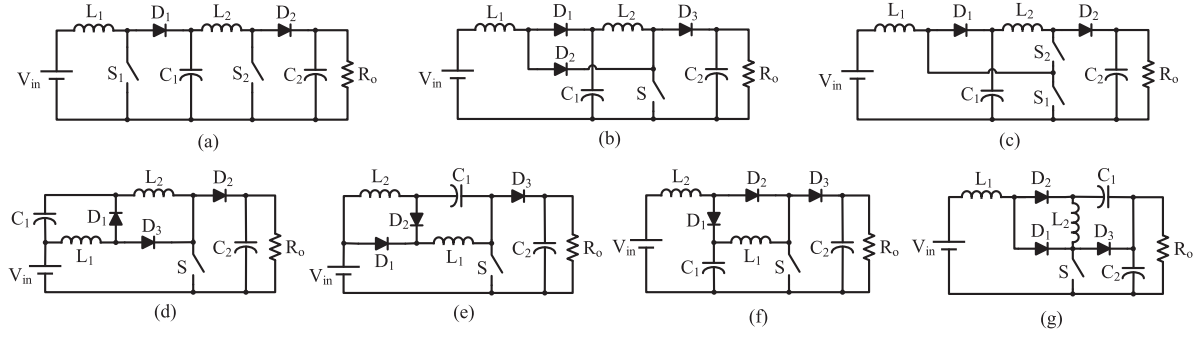 L₁ D₁ L₂ D₂
Vᵢₙ S₁ C₁ S₂ C₂ Rₒ
(a)
L₁ D₁ L₂ D₃
D₂
Vᵢₙ C₁ S C₂ Rₒ
(b)
L₁ D₁ L₂ D₂
S₂
Vᵢₙ C₁ S₁ C₂ Rₒ
(c)
L₂ D₂
C₁ D₁ D₃
L₁
Vᵢₙ S C₂ Rₒ
(d)
L₂ C₁ D₃
D₂
D₁ L₁
Vᵢₙ S C₂ Rₒ
(e)
L₂ D₂ D₃
D₁
Vᵢₙ L₁
C₁ S C₂ Rₒ
(f)
L₁ D₂ C₁
L₂
D₁ D₃
Vᵢₙ S C₂ Rₒ
(g)